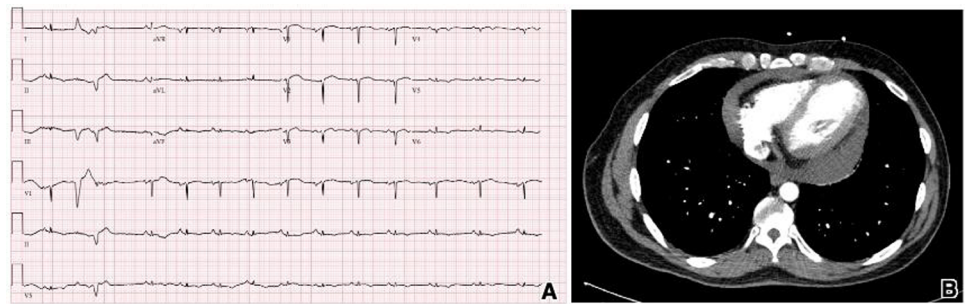 I aVR V1 V4
II aVL V2 V5
III aVF V3 V6
V1
II
V5
A
B